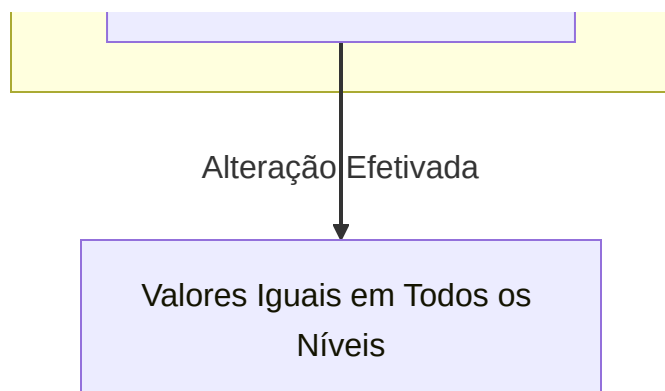 Alteração Efetivada
Valores Iguais em Todos os
Níveis